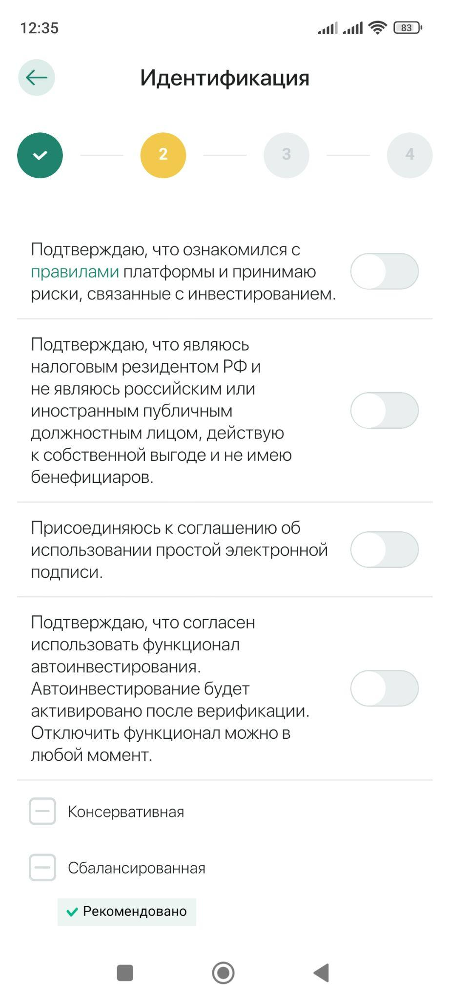 12:35
83
Идентификация
2
3
4
Подтверждаю, что ознакомился с
правилами платформы и принимаю
риски, связанные с инвестированием.
Подтверждаю, что являюсь
налоговым резидентом РФ и
не являюсь российским или
иностранным публичным
должностным лицом, действую
к собственной выгоде и не имею
бенефициаров.
Присоединяюсь к соглашению об
использовании простой электронной
подписи.
Подтверждаю, что согласен
использовать функционал
автоинвестирования.
Автоинвестирование будет
активировано после верификации.
Отключить функционал можно в
любой момент.
Консервативная
Сбалансированная
Рекомендовано